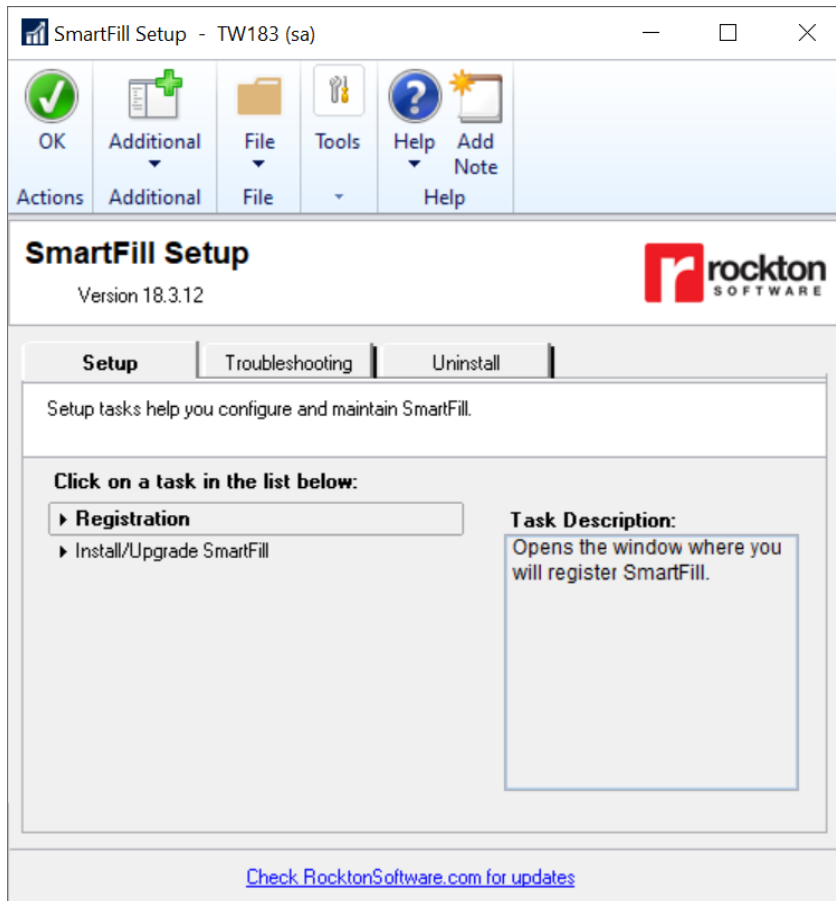 SmartFill Setup - TW183 (sa)
OK
Additional
File
Tools
Help
Add Note
Actions
Additional
File
Help
SmartFill Setup
Version 18.3.12
rockton
SOFTWARE
Setup
Troubleshooting
Uninstall
Setup tasks help you configure and maintain SmartFill.
Click on a task in the list below:
Registration
Install/Upgrade SmartFill
Task Description:
Opens the window where you
will register SmartFill.
Check RocktonSoftware.com for updates